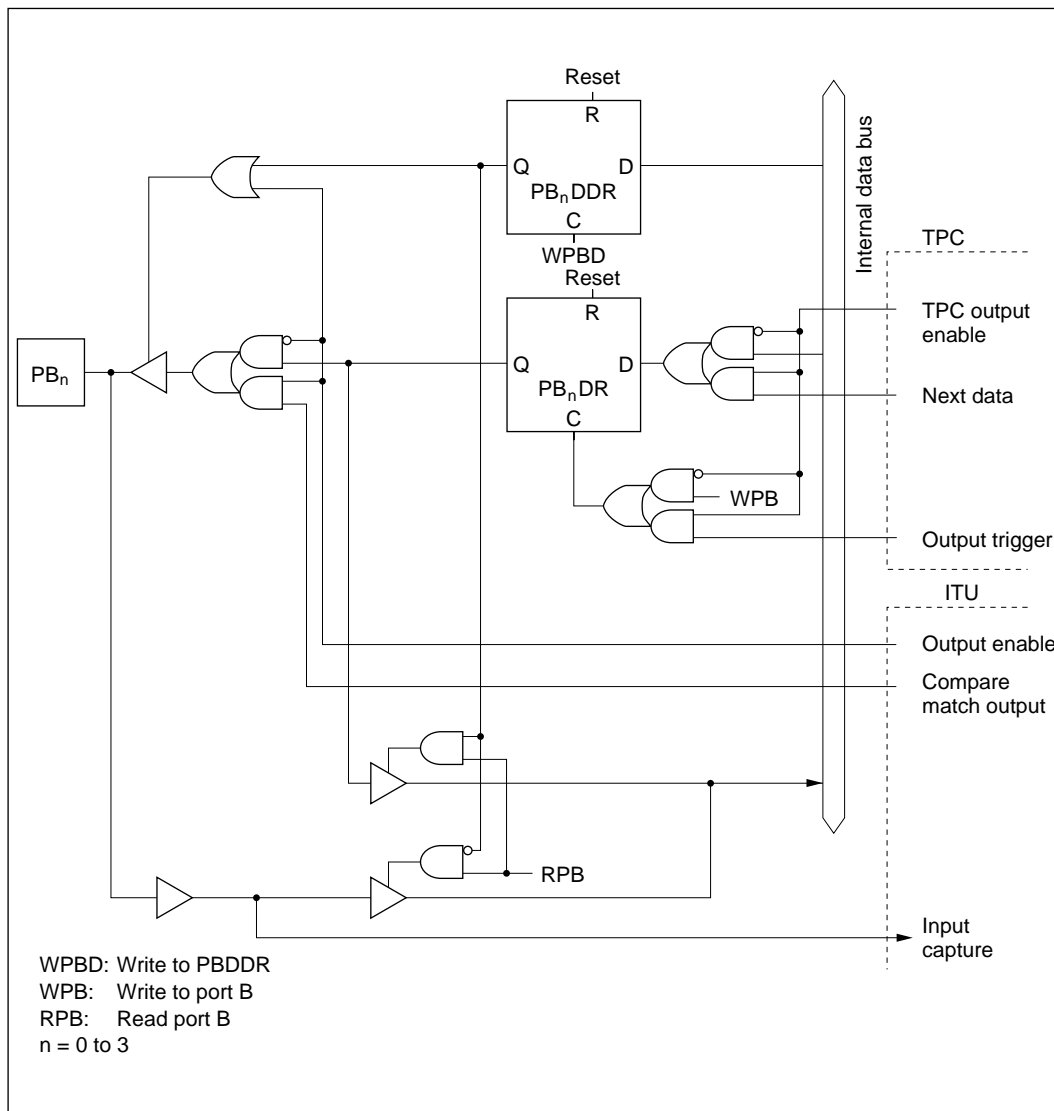 Reset
R
Q
D
PBnDDR
C
WPBD
Internal data bus
TPC
Reset
R
TPC output
enable
PBn
Q
D
PBnDR
C
Next data
WPB
Output trigger
ITU
Output enable
Compare
match output
RPB
Input
capture
WPBD: Write to PBDDR
WPB: Write to port B
RPB: Read port B
n = 0 to 3